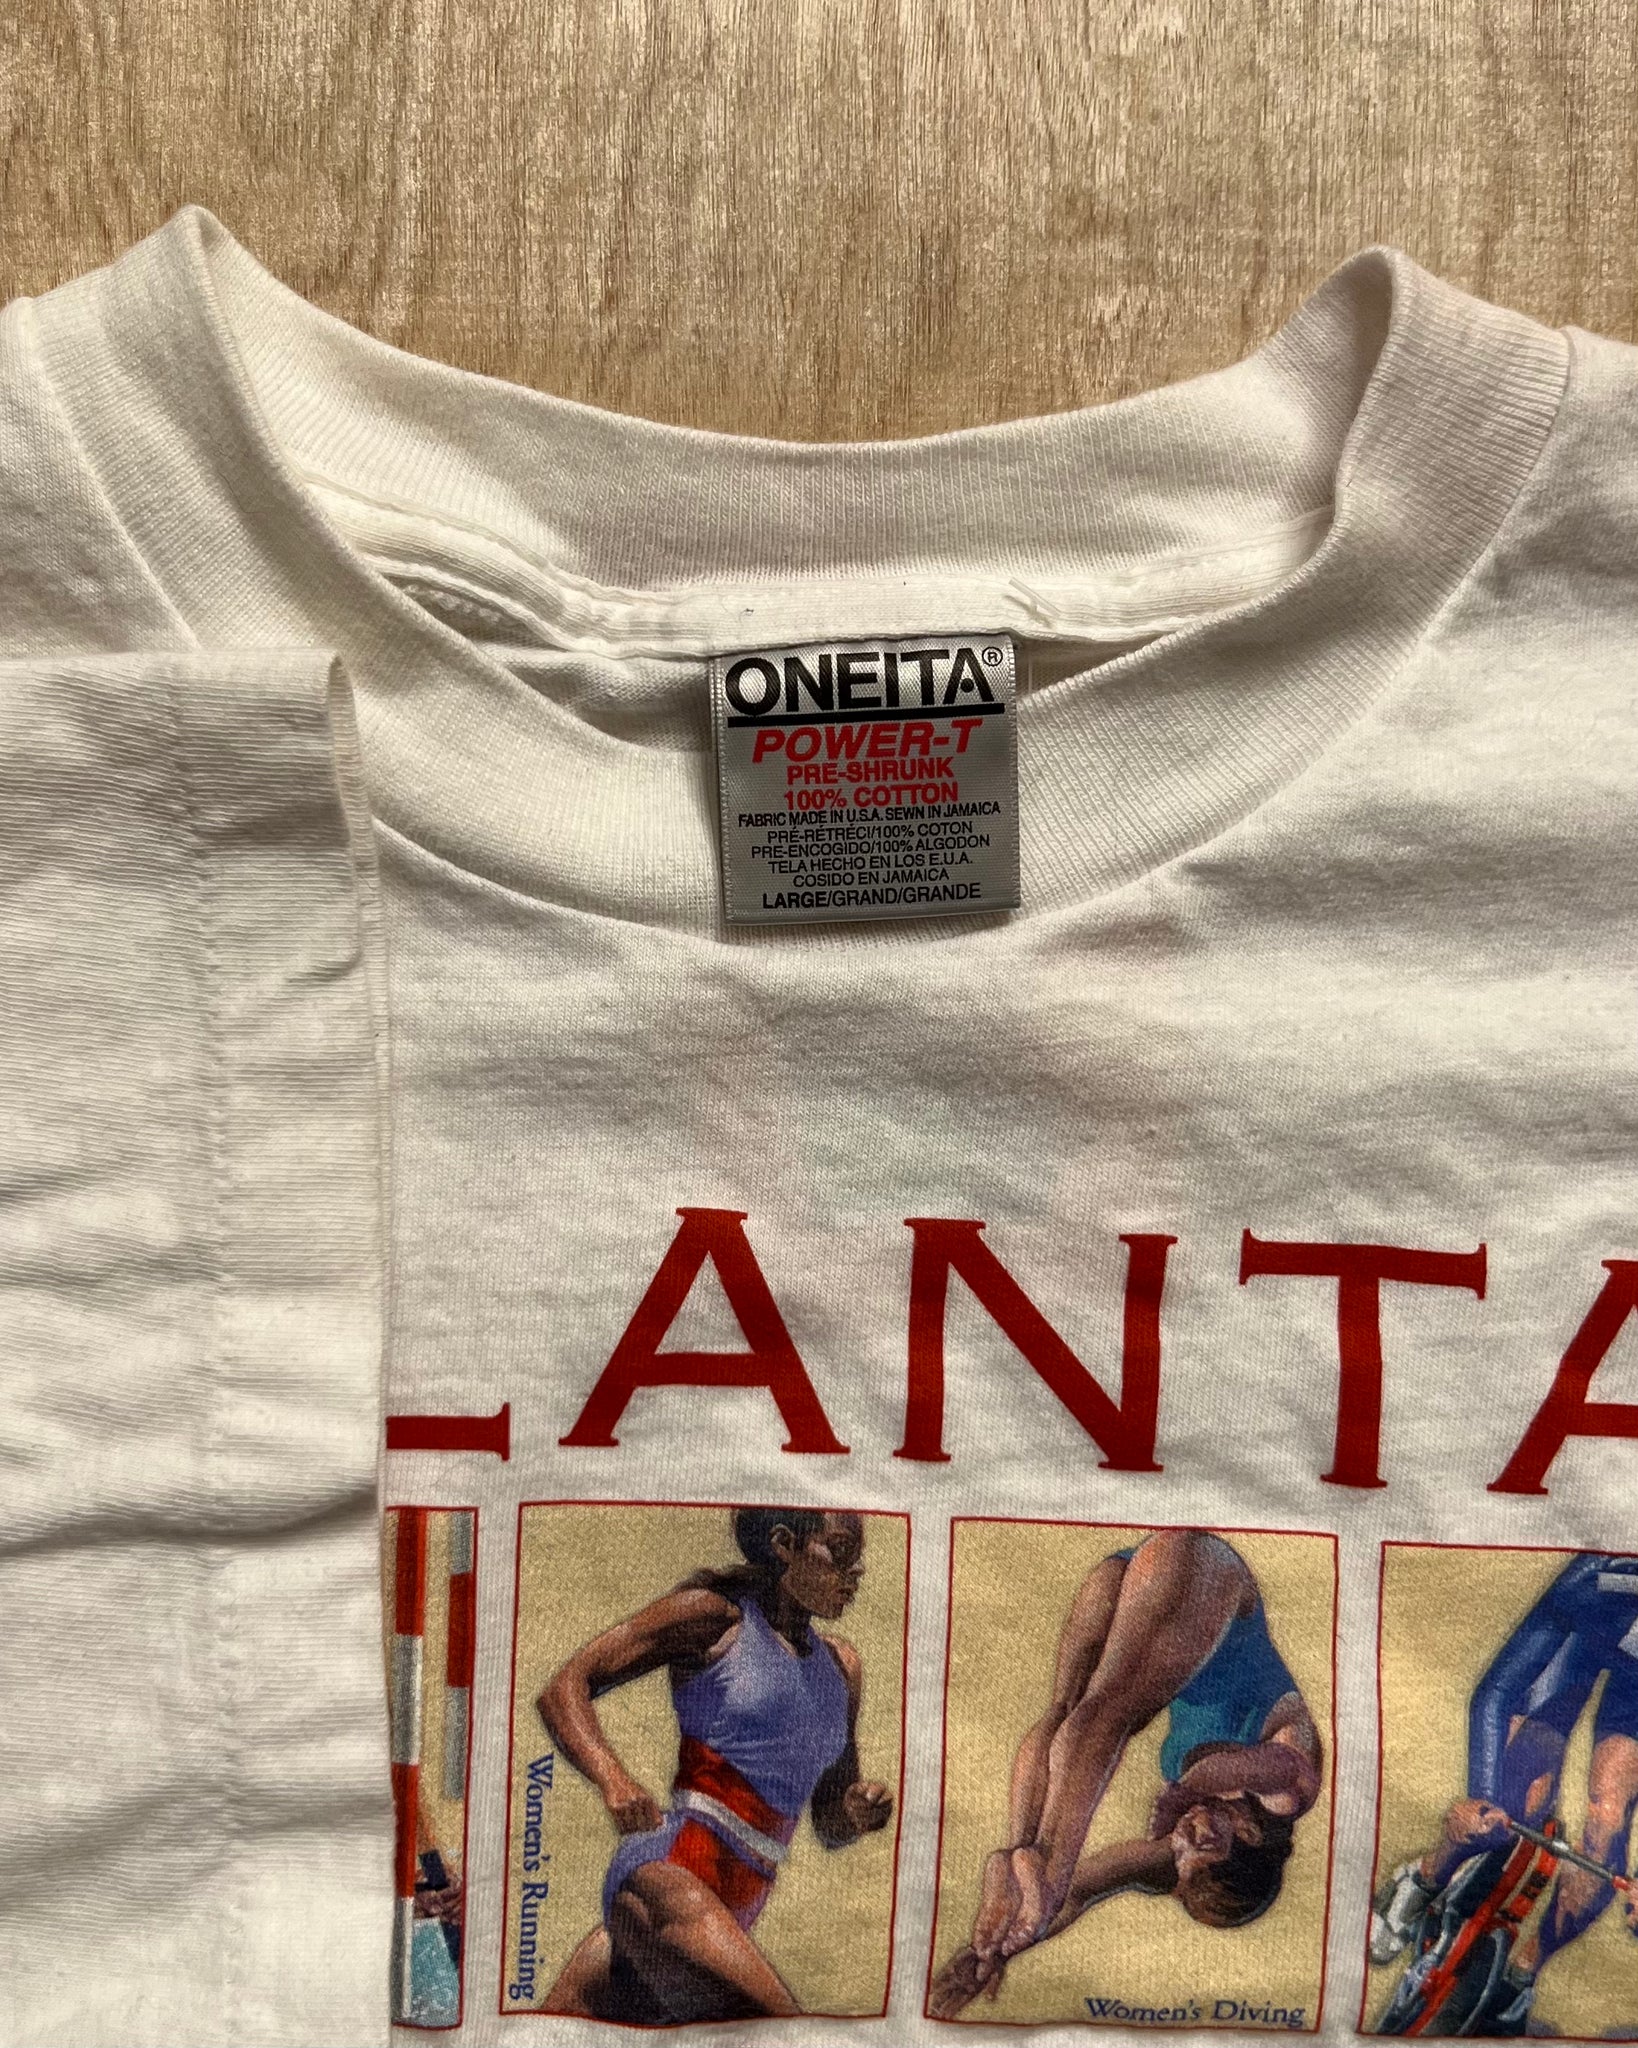 ONEITA®
POWER-T
PRE-SHRUNK
100% COTTON
FABRIC MADE IN U.S.A. SEWN IN JAMAICA
PRÉ-RÉTRÉCI/100% COTON
PRE-ENCOGIDO/100% ALGODON
TELA HECHO EN LOS E.U.A.
COSIDO EN JAMAICA
LARGE/GRAND/GRANDE
LANTA
Women's Running
Women's Diving